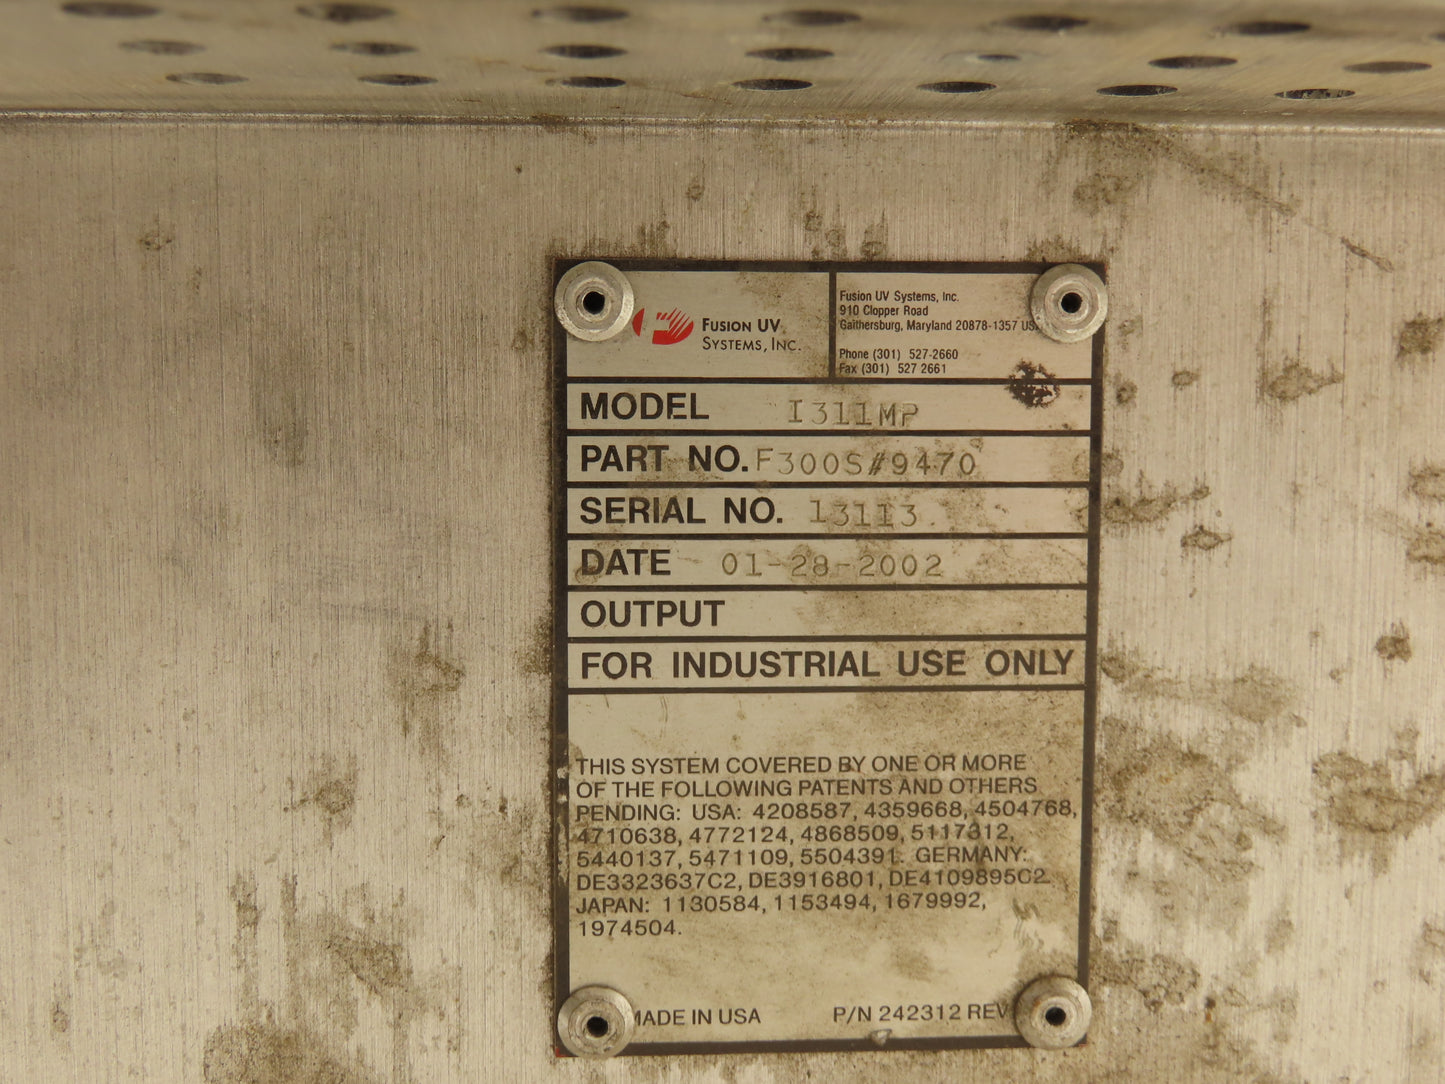 FUSION UV
SYSTEMS, INC.
Fusion UV Systems, Inc.
910 Clopper Road
Gaithersburg, Maryland 20878-1357
Phone (301) 527-2660
Fax (301) 527 2661
MODEL I311MP
PART NO. F300S#9470
SERIAL NO. 13113
DATE 01-28-2002
OUTPUT
FOR INDUSTRIAL USE ONLY
THIS SYSTEM COVERED BY ONE OR MORE
OF THE FOLLOWING PATENTS AND OTHERS
PENDING: USA: 4208587, 4359668, 4504768,
4710638, 4772124, 4868509, 5117312,
5440137, 5471109, 5504391. GERMANY:
DE3323637C2, DE3916801, DE4109895C2
JAPAN: 1130584, 1153494, 1679992,
1974504.
MADE IN USA P/N 242312 REV